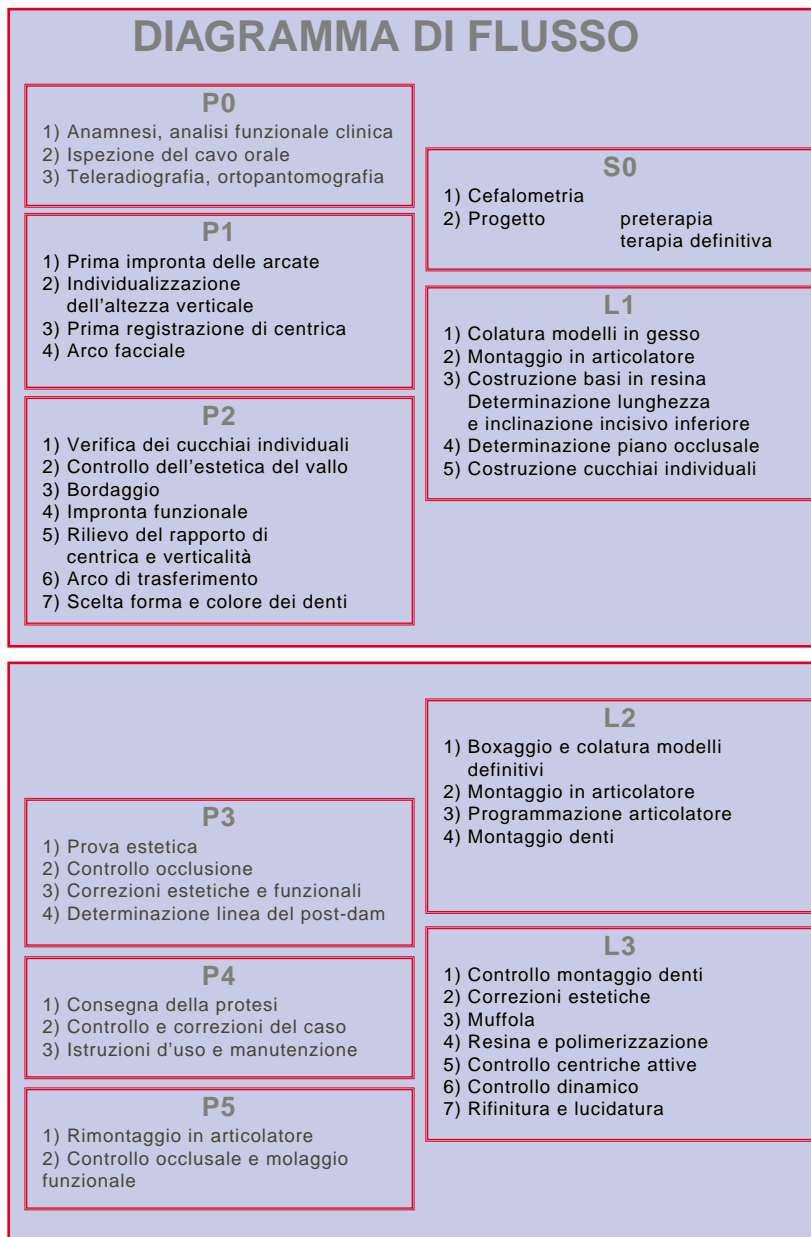 DIAGRAMMA DI FLUSSO
P0
1) Anamnesi, analisi funzionale clinica
2) Ispezione del cavo orale
3) Teleradiografia, ortopantomografia
S0
1) Cefalometria
2) Progetto preterapia
terapia definitiva
P1
1) Prima impronta delle arcate
2) Individualizzazione
dell'altezza verticale
3) Prima registrazione di centrica
4) Arco facciale
L1
1) Colatura modelli in gesso
2) Montaggio in articolatore
3) Costruzione basi in resina
Determinazione lunghezza
e inclinazione incisivo inferiore
4) Determinazione piano occlusale
5) Costruzione cucchiai individuali
P2
1) Verifica dei cucchiai individuali
2) Controllo dell'estetica del vallo
3) Bordaggio
4) Impronta funzionale
5) Rilievo del rapporto di
centrica e verticalità
6) Arco di trasferimento
7) Scelta forma e colore dei denti
L2
1) Boxaggio e colatura modelli
definitivi
2) Montaggio in articolatore
3) Programmazione articolatore
4) Montaggio denti
P3
1) Prova estetica
2) Controllo occlusione
3) Correzioni estetiche e funzionali
4) Determinazione linea del post-dam
L3
1) Controllo montaggio denti
2) Correzioni estetiche
3) Muffola
4) Resina e polimerizzazione
5) Controllo centriche attive
6) Controllo dinamico
7) Rifinitura e lucidatura
P4
1) Consegna della protesi
2) Controllo e correzioni del caso
3) Istruzioni d'uso e manutenzione
P5
1) Rimontaggio in articolatore
2) Controllo occlusale e molaggio
funzionale